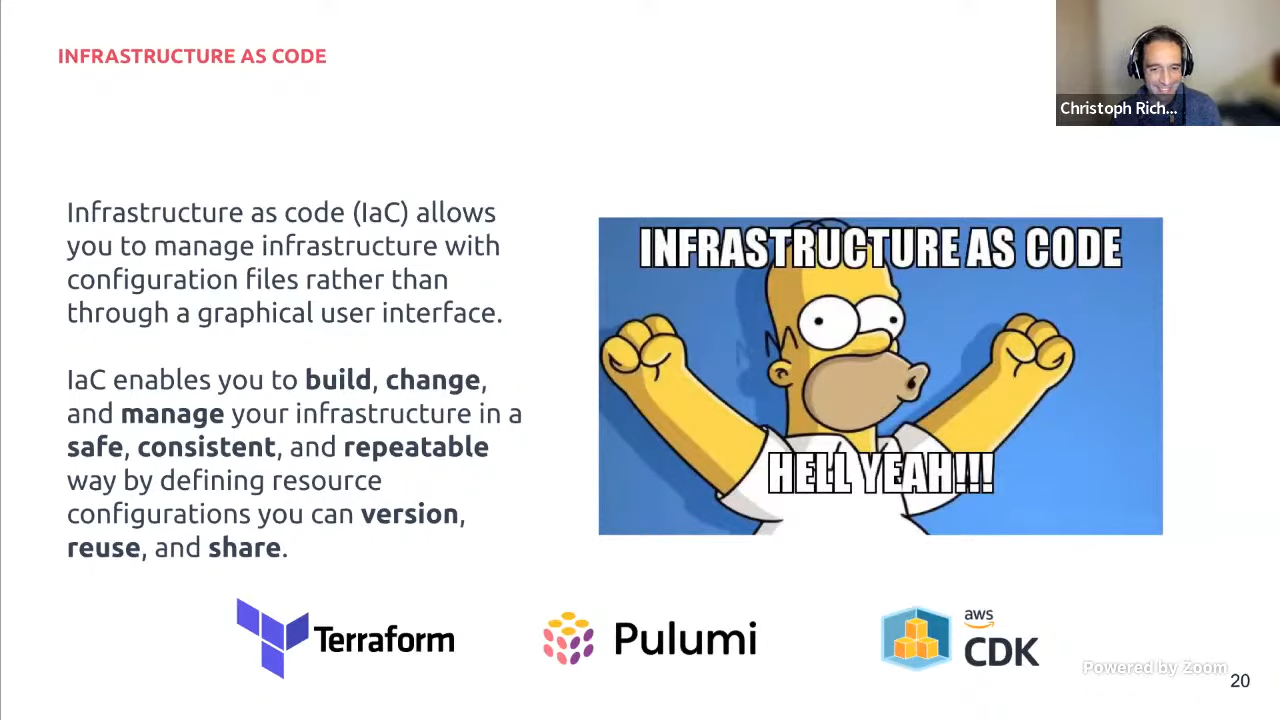 INFRASTRUCTURE AS CODE
Christoph Rich...
Infrastructure as code (IaC) allows
you to manage infrastructure with
configuration files rather than
through a graphical user interface.
IaC enables you to build, change,
and manage your infrastructure in a
safe, consistent, and repeatable
way by defining resource
configurations you can version,
reuse, and share.
INFRASTRUCTURE AS CODE
HELL YEAH!!!
Terraform
Pulumi
aws
CDK
Powered by Zoom
20